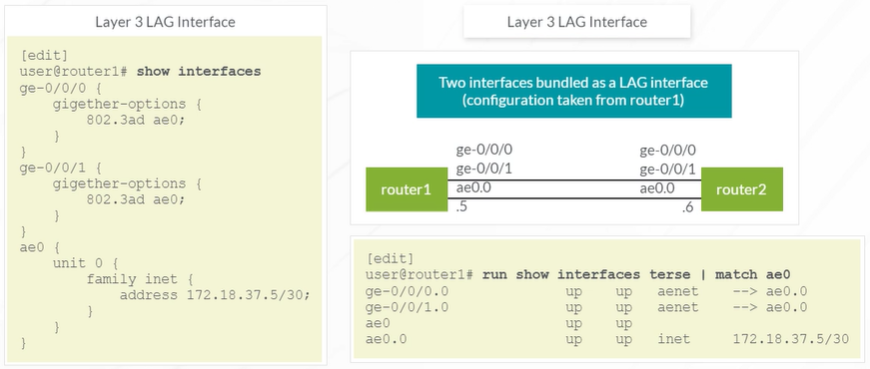 Layer 3 LAG Interface
[edit]
user@router1# show interfaces
ge-0/0/0 {
    gigether-options {
        802.3ad ae0;
    }
}
ge-0/0/1 {
    gigether-options {
        802.3ad ae0;
    }
}
ae0 {
    unit 0 {
        family inet {
            address 172.18.37.5/30;
        }
    }
}
Layer 3 LAG Interface
Two interfaces bundled as a LAG interface
(configuration taken from router1)
ge-0/0/0 ge-0/0/0
ge-0/0/1 ge-0/0/1
router1 ae0.0 ae0.0 router2
.5 .6
[edit]
user@router1# run show interfaces terse | match ae0
ge-0/0/0.0 up up aenet --> ae0.0
ge-0/0/1.0 up up aenet --> ae0.0
ae0 up up
ae0.0 up up inet 172.18.37.5/30